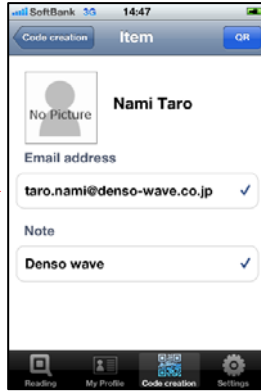 SoftBank 3G 14:47
Code creation Item QR
No Picture Nami Taro
Email address
taro.nami@denso-wave.co.jp
Note
Denso wave
Reading My Profile Code creation Settings